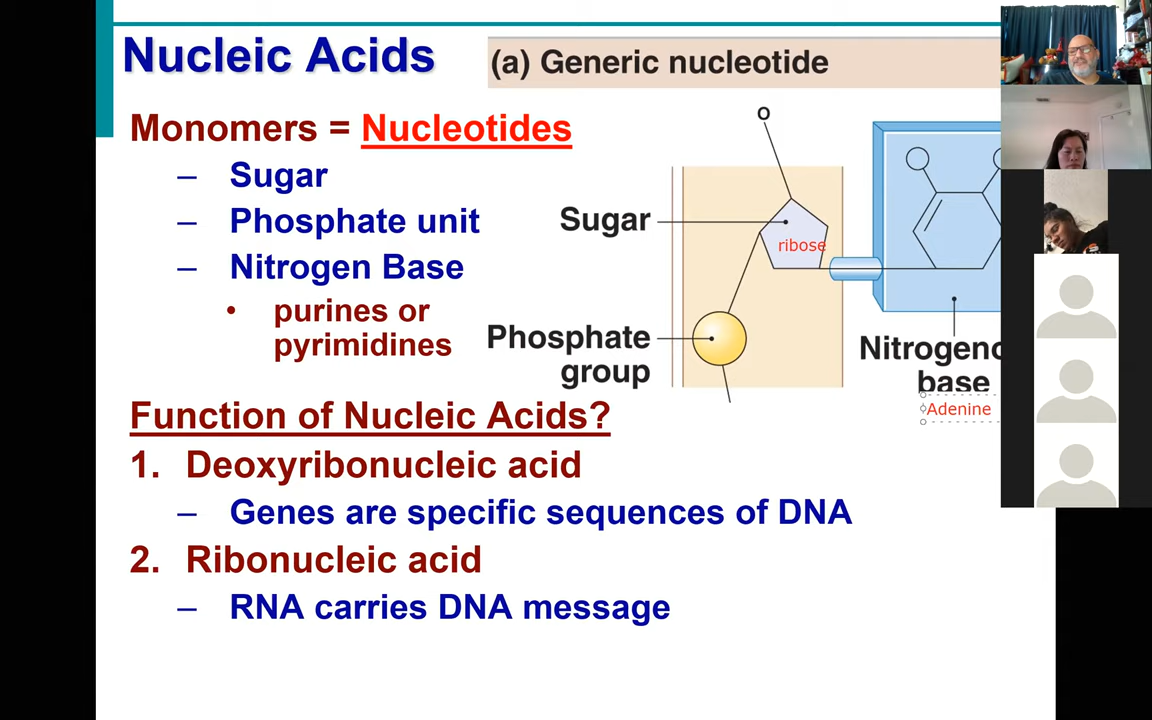 Nucleic Acids
(a) Generic nucleotide
Monomers = Nucleotides
– Sugar
– Phosphate unit
– Nitrogen Base
• purines or
pyrimidines
O
Sugar
ribose
Phosphate
group
base
Adenine
Function of Nucleic Acids?
1. Deoxyribonucleic acid
– Genes are specific sequences of DNA
2. Ribonucleic acid
– RNA carries DNA message